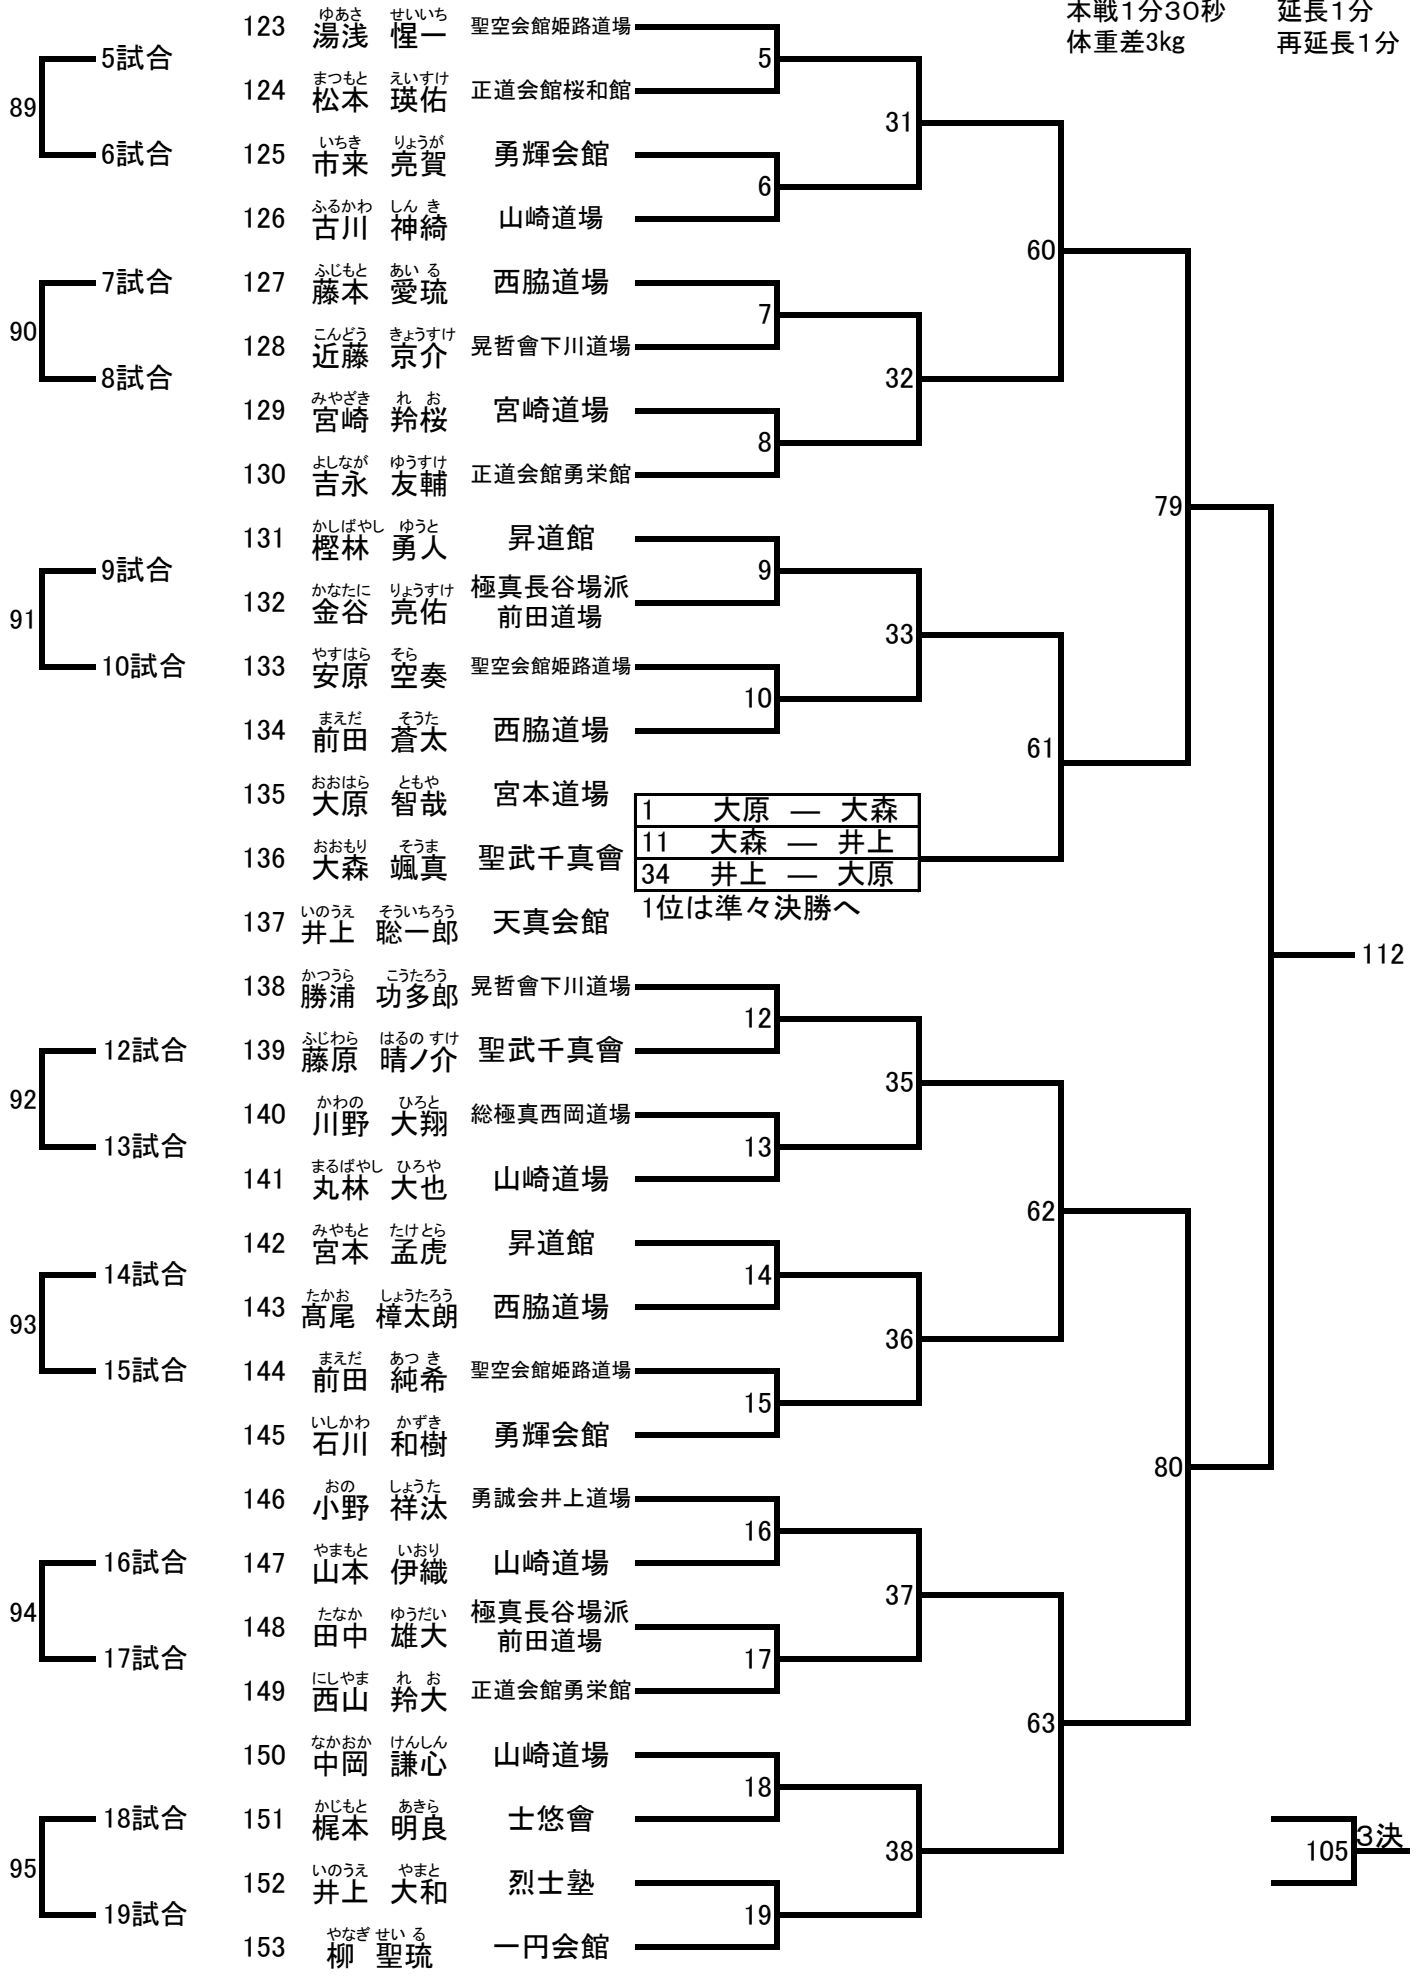 本戦1分30秒 延長1分
体重差3kg 再延長1分
123 湯浅 惺一 ゆあさ せいいち 聖空会館姫路道場
124 松本 瑛佑 まつもと えいすけ 正道会館桜和館
125 市来 亮賀 いちき りょうが 勇輝会館
126 古川 神綺 ふるかわ しんき 山崎道場
127 藤本 愛琉 ふじもと あいる 西脇道場
128 近藤 京介 こんどう きょうすけ 晃哲會下川道場
129 宮崎 羚桜 みやざき れお 宮崎道場
130 吉永 友輔 よしなが ゆうすけ 正道会館勇栄館
131 樫林 勇人 かしばやし ゆうと 昇道館
132 金谷 亮佑 かなたに りょうすけ 極真長谷場派 前田道場
133 安原 空奏 やすはら そら 聖空会館姫路道場
134 前田 蒼太 まえだ そうた 西脇道場
135 大原 智哉 おおはら ともや 宮本道場
136 大森 颯真 おおもり そうま 聖武千真會
137 井上 聡一郎 いのうえ そういちろう 天真会館
138 勝浦 功多郎 かつうら こうたろう 晃哲會下川道場
139 藤原 晴ノ介 ふじわら はるのすけ 聖武千真會
140 川野 大翔 かわの ひろと 総極真西岡道場
141 丸林 大也 まるばやし ひろや 山崎道場
142 宮本 孟虎 みやもと たけとら 昇道館
143 髙尾 樟太朗 たかお しょうたろう 西脇道場
144 前田 純希 まえだ あつき 聖空会館姫路道場
145 石川 和樹 いしかわ かずき 勇輝会館
146 小野 祥汰 おの しょうた 勇誠会井上道場
147 山本 伊織 やまもと いおり 山崎道場
148 田中 雄大 たなか ゆうだい 極真長谷場派 前田道場
149 西山 羚大 にしやま れお 正道会館勇栄館
150 中岡 謙心 なかおか けんしん 山崎道場
151 梶本 明良 かじもと あきら 士悠會
152 井上 大和 いのうえ やまと 烈士塾
153 柳 聖琉 やなぎ せいる 一円会館
89 5試合 6試合
90 7試合 8試合
91 9試合 10試合
92 12試合 13試合
93 14試合 15試合
94 16試合 17試合
95 18試合 19試合
5
6
7
8
9
10
1 大原 — 大森
11 大森 — 井上
34 井上 — 大原
1位は準々決勝へ
12
13
14
15
16
17
18
19
31
32
33
35
36
37
38
60
61
62
63
79
80
112
105 3決